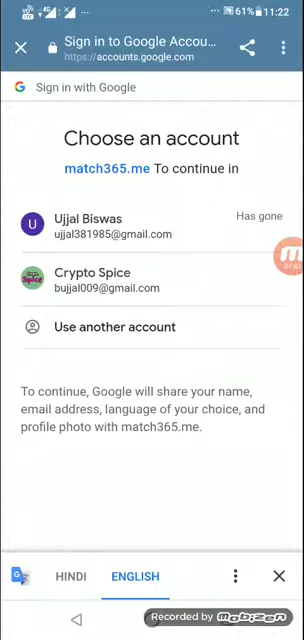 VoD LTE 4G 61% 11:22
Sign in to Google Accou...
https://accounts.google.com
G Sign in with Google
Choose an account
match365.me To continue in
U Ujjal Biswas Has gone
ujjal381985@gmail.com
Crypto Spice
bujjal009@gmail.com
Use another account
To continue, Google will share your name,
email address, language of your choice, and
profile photo with match365.me.
HINDI ENGLISH
Recorded by mobizen